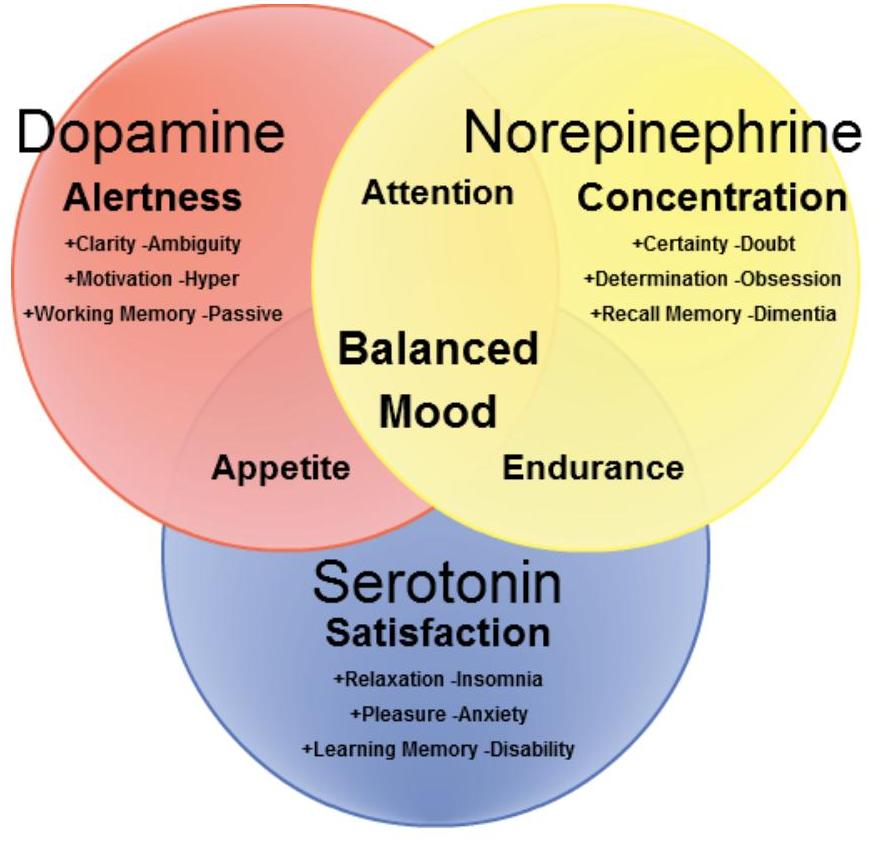 Dopamine
Alertness
+Clarity -Ambiguity
+Motivation -Hyper
+Working Memory -Passive
Attention
Norepinephrine
Concentration
+Certainty -Doubt
+Determination -Obsession
+Recall Memory -Dimentia
Balanced
Mood
Appetite
Endurance
Serotonin
Satisfaction
+Relaxation -Insomnia
+Pleasure -Anxiety
+Learning Memory -Disability